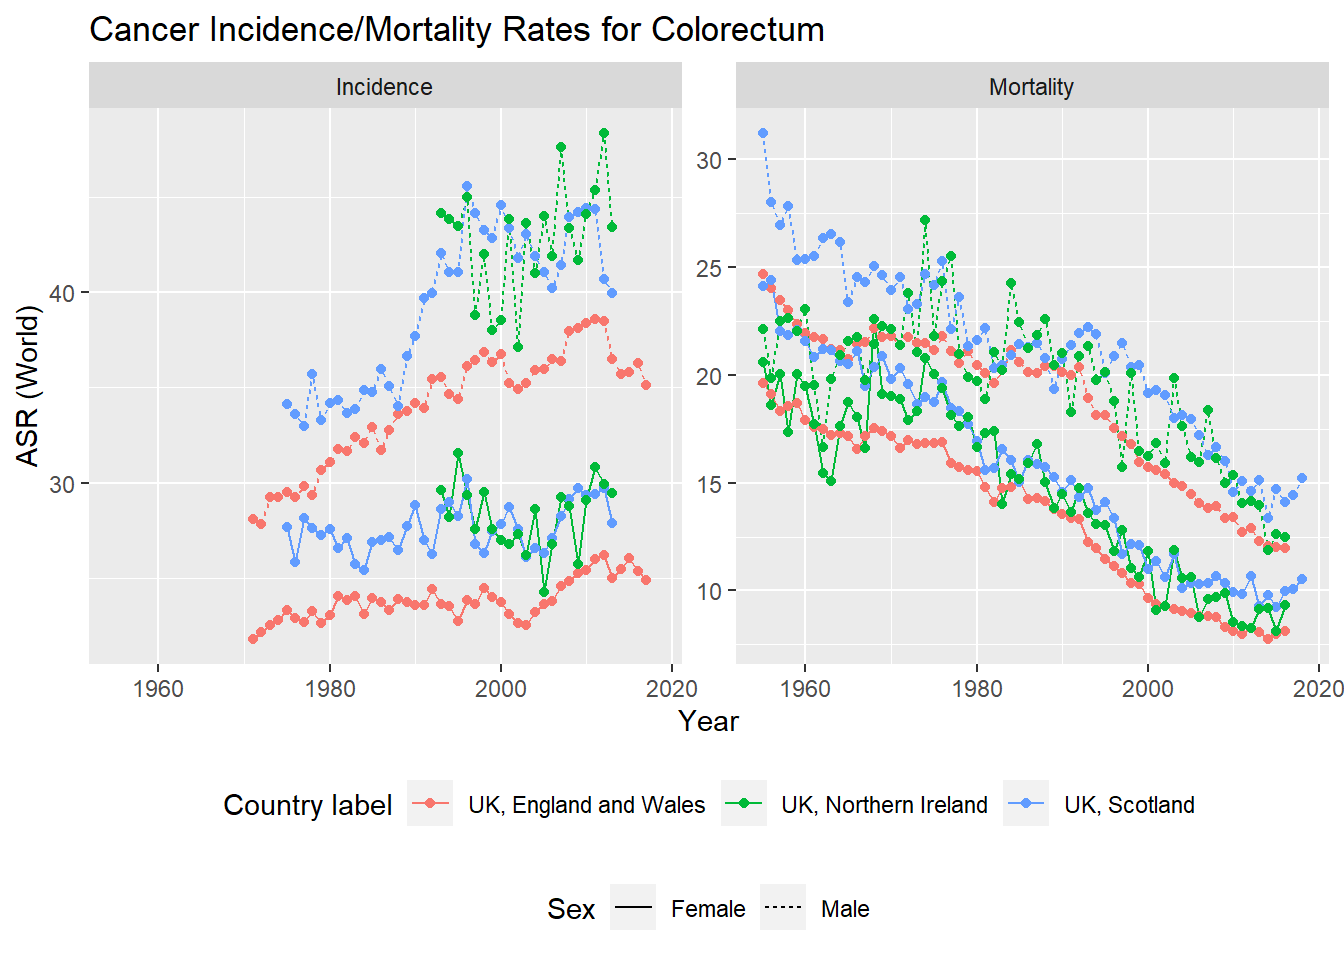 Cancer Incidence/Mortality Rates for Colorectum
Incidence
Mortality
ASR (World)
40
30
30
25
20
15
10
1960
1980
2000
2020
1960
1980
2000
2020
Year
Country label
UK, England and Wales
UK, Northern Ireland
UK, Scotland
Sex
Female
Male